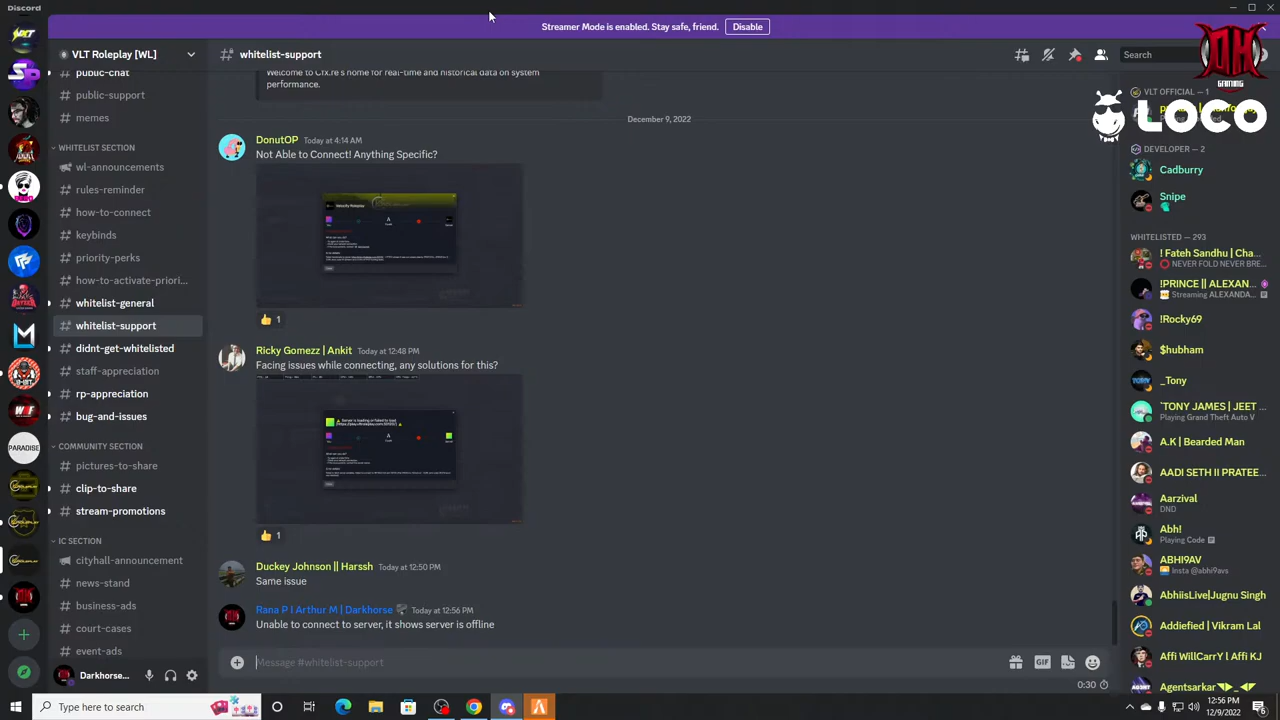 Discord
Streamer Mode is enabled. Stay safe, friend.
Disable
VLT Roleplay [WL]
public-chat
public-support
memes
WHITELIST SECTION
wl-announcements
rules-reminder
how-to-connect
keybinds
priority-perks
how-to-activate-priori...
whitelist-general
whitelist-support
didnt-get-whitelisted
staff-appreciation
rp-appreciation
bug-and-issues
COMMUNITY SECTION
pictures-to-share
clip-to-share
stream-promotions
IC SECTION
cityhall-announcement
news-stand
business-ads
court-cases
event-ads
Darkhorse...
whitelist-support
Search
Welcome to Cfx.re's home for real-time and historical data on system
performance.
December 9, 2022
DonutOP Today at 4:14 AM
Not Able to Connect! Anything Specific?
Velocity Roleplay
1
Ricky Gomezz | Ankit Today at 12:48 PM
Facing issues while connecting, any solutions for this?
1
Duckey Johnson || Harssh Today at 12:50 PM
Same issue
Rana P I Arthur M | Darkhorse Today at 12:56 PM
Unable to connect to server, it shows server is offline
Message #whitelist-support
GIF
0:30
VLT OFFICIAL — 1
DEVELOPER — 2
Cadburry
Snipe
WHITELISTED — 293
! Fateh Sandhu | Cha...
NEVER FOLD NEVER BRE...
!PRINCE || ALEXAN...
Streaming ALEXANDA...
!Rocky69
$hubham
_Tony
`TONY JAMES | JEET ...
Playing Grand Theft Auto V
A.K | Bearded Man
AADI SETH II PRATEE...
Aarzival
DND
Abh!
Playing Code
ABHI9AV
Insta @abhi9avs
AbhiisLive|Jugnu Singh
Addiefied | Vikram Lal
Affi WillCarrY l Affi KJ
Agentsarkar
DH
GAMING
LOCO
PARADISE
Type here to search
12:56 PM
12/9/2022